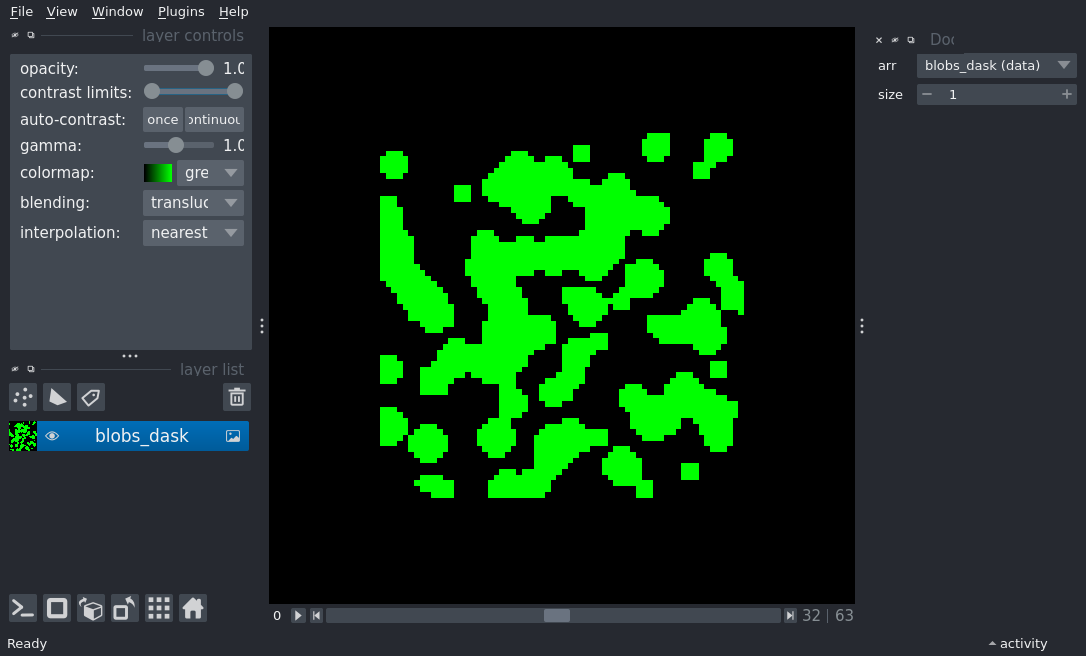 File View Window Plugins Help
layer controls
opacity: 1.0
contrast limits:
auto-contrast: once ontinuou
gamma: 1.0
colormap: gre
blending: transluc
interpolation: nearest
layer list
blobs_dask
0 32 | 63
Ready
Doc
arr blobs_dask (data)
size 1
activity